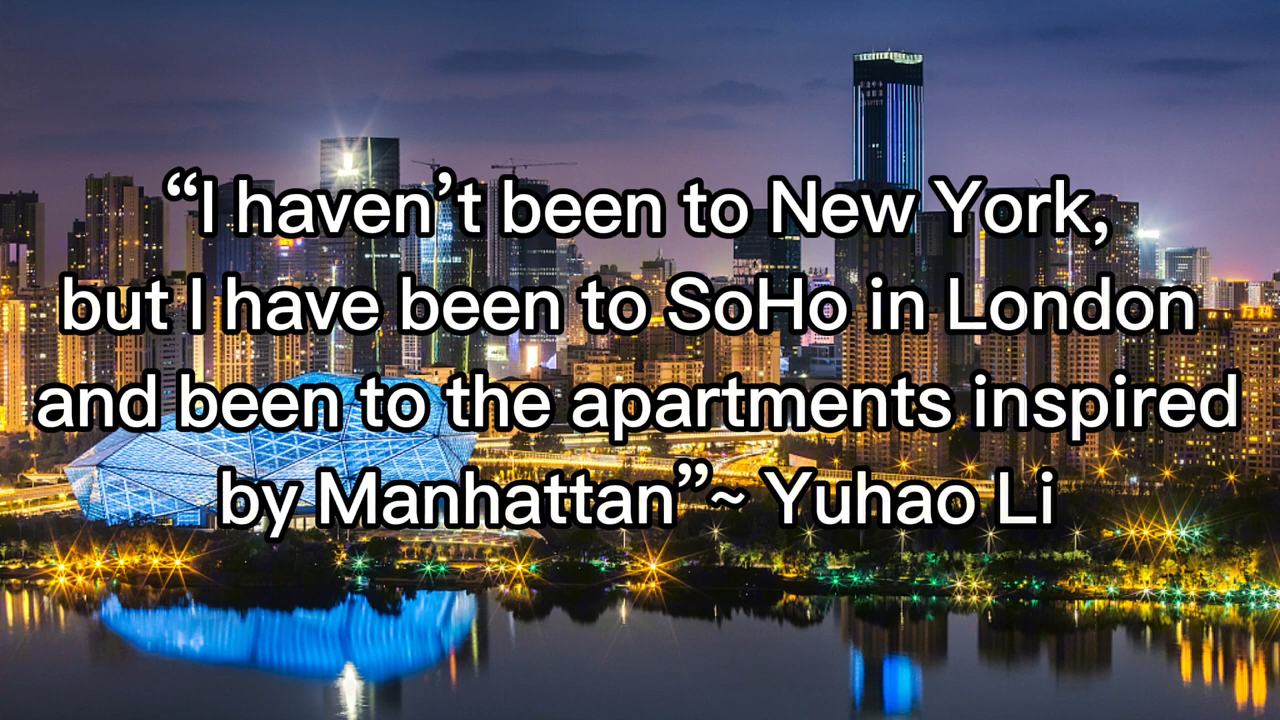 “I haven’t been to New York,
but I have been to SoHo in London
and been to the apartments inspired
by Manhattan”~ Yuhao Li